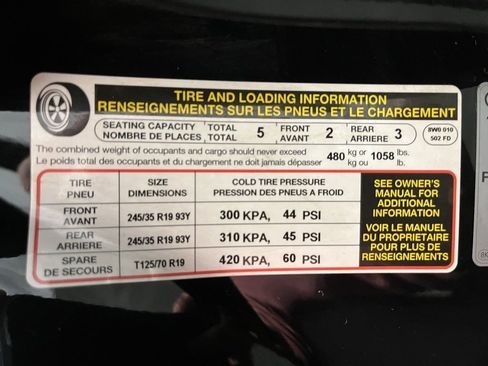 TIRE AND LOADING INFORMATION
RENSEIGNEMENTS SUR LES PNEUS ET LE CHARGEMENT
SEATING CAPACITY TOTAL 5 FRONT 2 REAR 3
NOMBRE DE PLACES TOTAL AVANT ARRIERE
8W0 010
502 FD
The combined weight of occupants and cargo should never exceed 480 kg or 1058 lbs.
Le poids total des occupants et du chargement ne doit jamais dépasser kg ou lb.
TIRE SIZE COLD TIRE PRESSURE
PNEU DIMENSIONS PRESSION DES PNEUS A FROID
FRONT
AVANT 245/35 R19 93Y 300 KPA, 44 PSI
REAR
ARRIERE 245/35 R19 93Y 310 KPA, 45 PSI
SPARE
DE SECOURS T125/70 R19 420 KPA, 60 PSI
SEE OWNER'S
MANUAL FOR
ADDITIONAL
INFORMATION
VOIR LE MANUEL
DU PROPRIETAIRE
POUR PLUS DE
RENSEIGNEMENTS